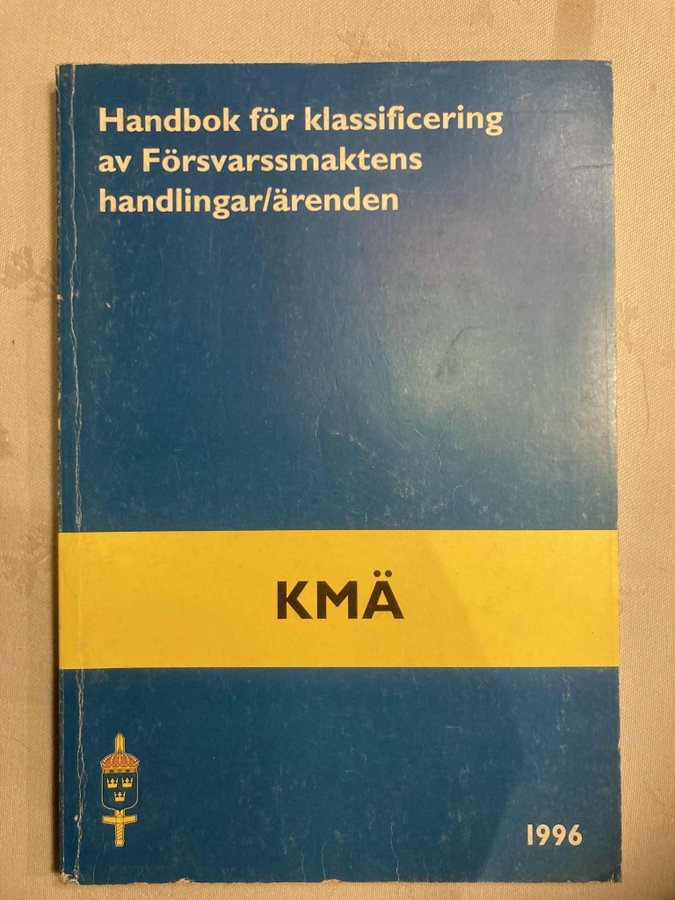 Handbok för klassificering
av Försvarssmaktens
handlingar/ärenden
KMÄ
1996